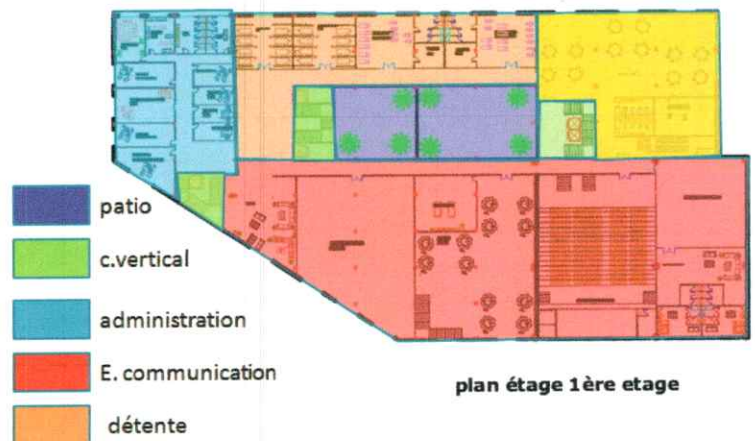 patio
c.vertical
administration
E. communication
détente
plan étage 1ère etage